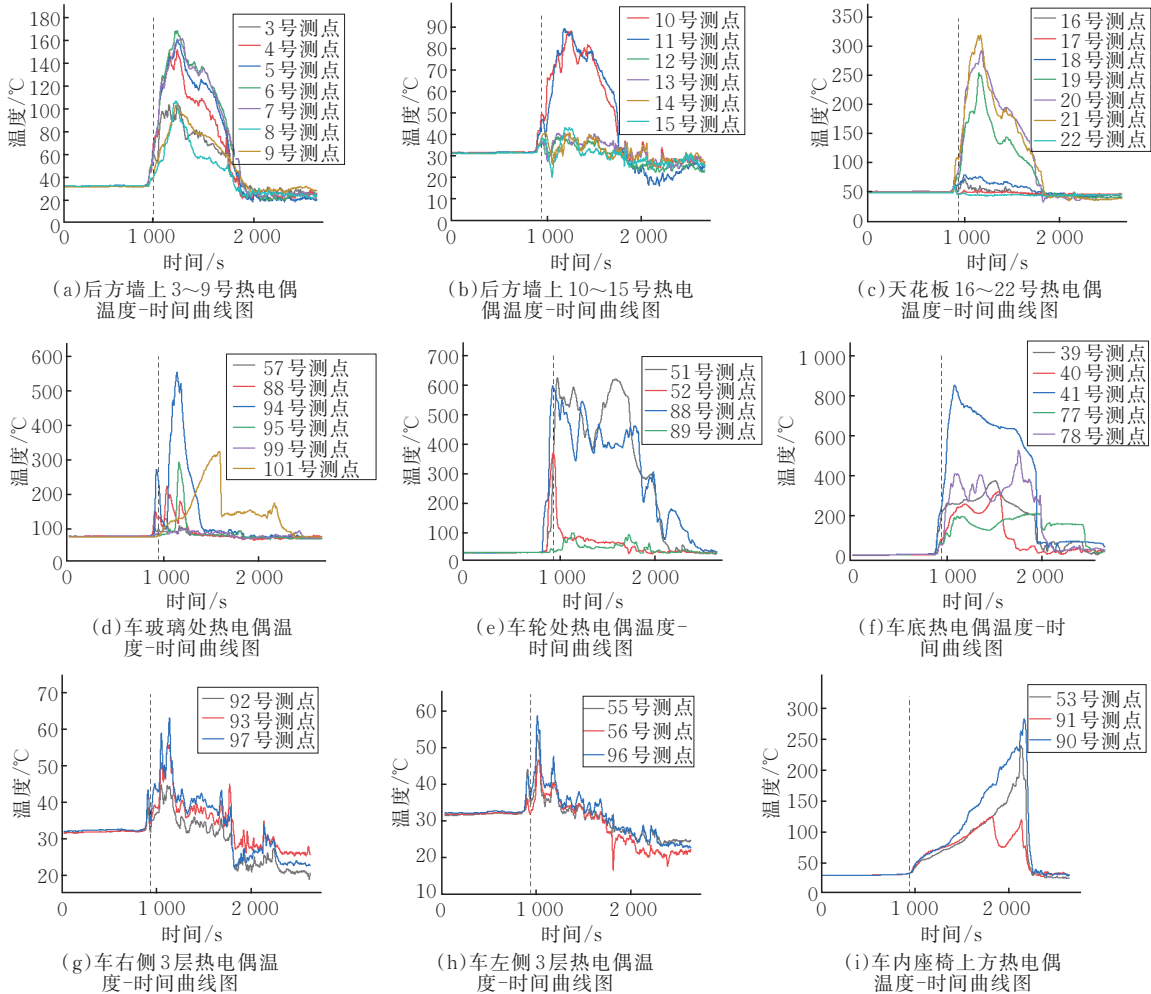 180
160
140
120
100
80
60
40
20
0
1 000
2 000
温度/℃
时间/s
3号测点
4号测点
5号测点
6号测点
7号测点
8号测点
9号测点
(a)后方墙上3~9号热电偶
温度-时间曲线图
100
90
80
70
60
50
40
30
20
10
0
0
1 000
2 000
温度/℃
时间/s
10号测点
11号测点
12号测点
13号测点
14号测点
15号测点
(b)后方墙上10~15号热电
偶温度-时间曲线图
350
300
250
200
150
100
50
0
0
1 000
2 000
温度/℃
时间/s
16号测点
17号测点
18号测点
19号测点
20号测点
21号测点
22号测点
(c)天花板16~22号热电偶
温度-时间曲线图
600
500
400
300
200
100
0
0
1 000
2 000
温度/℃
时间/s
57号测点
88号测点
94号测点
95号测点
99号测点
101号测点
(d)车玻璃处热电偶温
度-时间曲线图
700
600
500
400
300
200
100
0
0
1 000
2 000
温度/℃
时间/s
51号测点
52号测点
88号测点
89号测点
(e)车轮处热电偶温度-
时间曲线图
1 000
800
600
400
200
0
0
1 000
2 000
温度/℃
时间/s
39号测点
40号测点
41号测点
77号测点
78号测点
(f)车底热电偶温度-时
间曲线图
70
60
50
40
30
20
0
1 000
2 000
温度/℃
时间/s
92号测点
93号测点
97号测点
(g)车右侧3层热电偶温
度-时间曲线图
60
50
40
30
20
10
0
1 000
2 000
温度/℃
时间/s
55号测点
56号测点
96号测点
(h)车左侧3层热电偶温
度-时间曲线图
300
250
200
150
100
50
0
0
1 000
2 000
温度/℃
时间/s
53号测点
91号测点
90号测点
(i)车内座椅上方热电偶
温度-时间曲线图